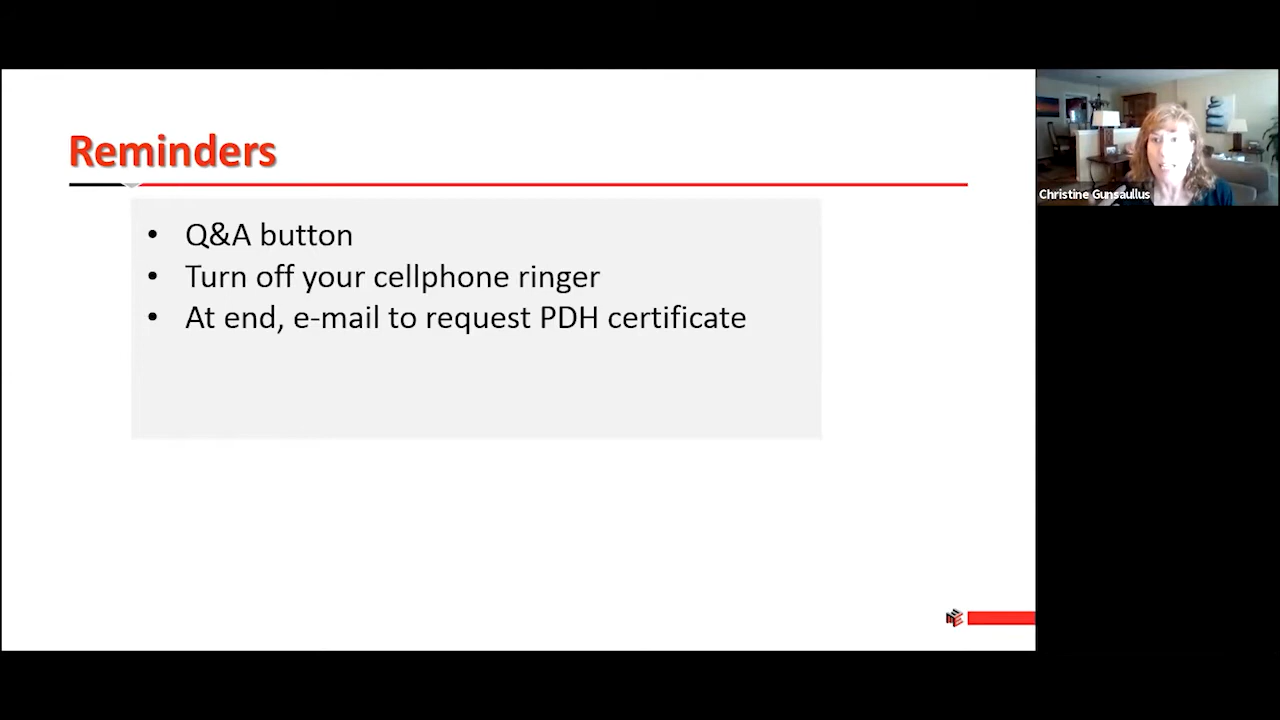 Reminders
• Q&A button
• Turn off your cellphone ringer
• At end, e-mail to request PDH certificate
Christine Gunsaullus